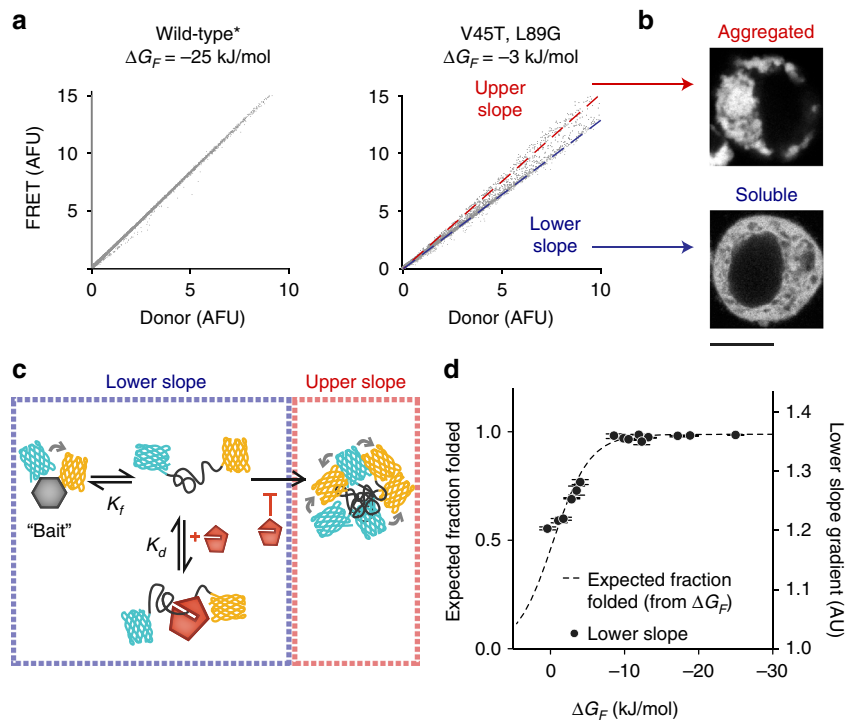 a
Wild-type*
ΔG_F = –25 kJ/mol
V45T, L89G
ΔG_F = –3 kJ/mol
15
10
5
0
0
10
FRET (AFU)
Donor (AFU)
15
10
5
0
0
10
Donor (AFU)
Upper
slope
Lower
slope
b
Aggregated
Soluble
c
Lower slope
Upper slope
K_f
"Bait"
K_d
+
d
1.0
0.5
0.0
Expected fraction folded
1.4
1.3
1.2
1.1
1.0
Lower slope gradient (AU)
Expected fraction
folded (from ΔG_F)
Lower slope
0
–10
–20
–30
ΔG_F (kJ/mol)